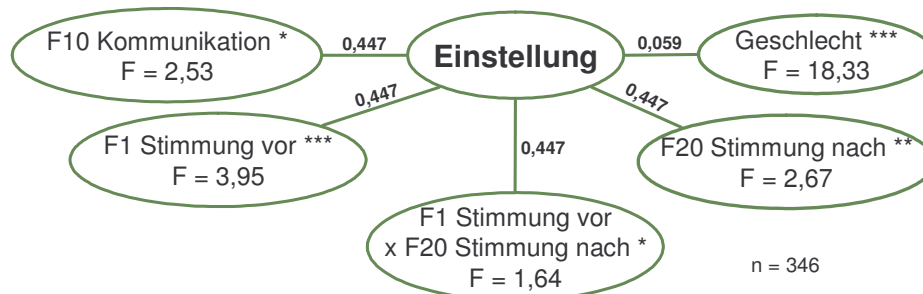 F10 Kommunikation *
F = 2,53
0,447
Einstellung
0,059
Geschlecht ***
F = 18,33
0,447
F1 Stimmung vor ***
F = 3,95
0,447
F1 Stimmung vor
x F20 Stimmung nach *
F = 1,64
0,447
F20 Stimmung nach **
F = 2,67
n = 346